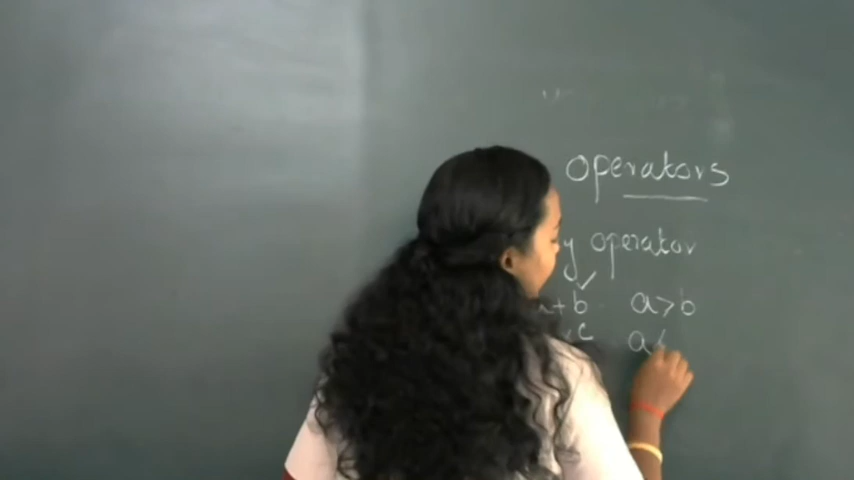 operators
y operator
+b a>b
c a<